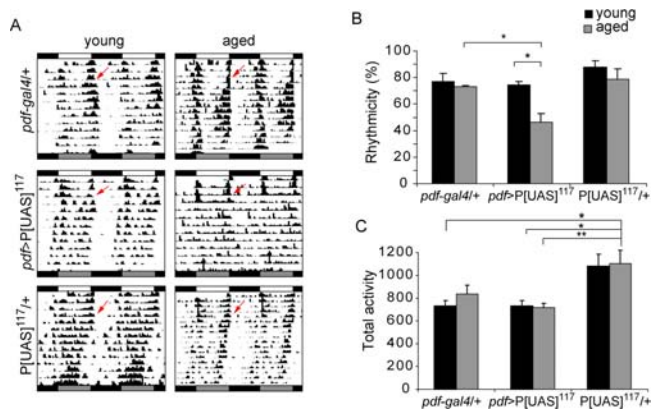 A
young
aged
pdf-gal4/+
pdf>P[UAS]117
P[UAS]117/+
B
young
aged
*
*
100
80
60
40
20
0
Rhythmicity (%)
pdf-gal4/+
pdf>P[UAS]117
P[UAS]117/+
C
*
*
**
1200
1000
800
600
400
200
0
Total activity
pdf-gal4/+
pdf>P[UAS]117
P[UAS]117/+